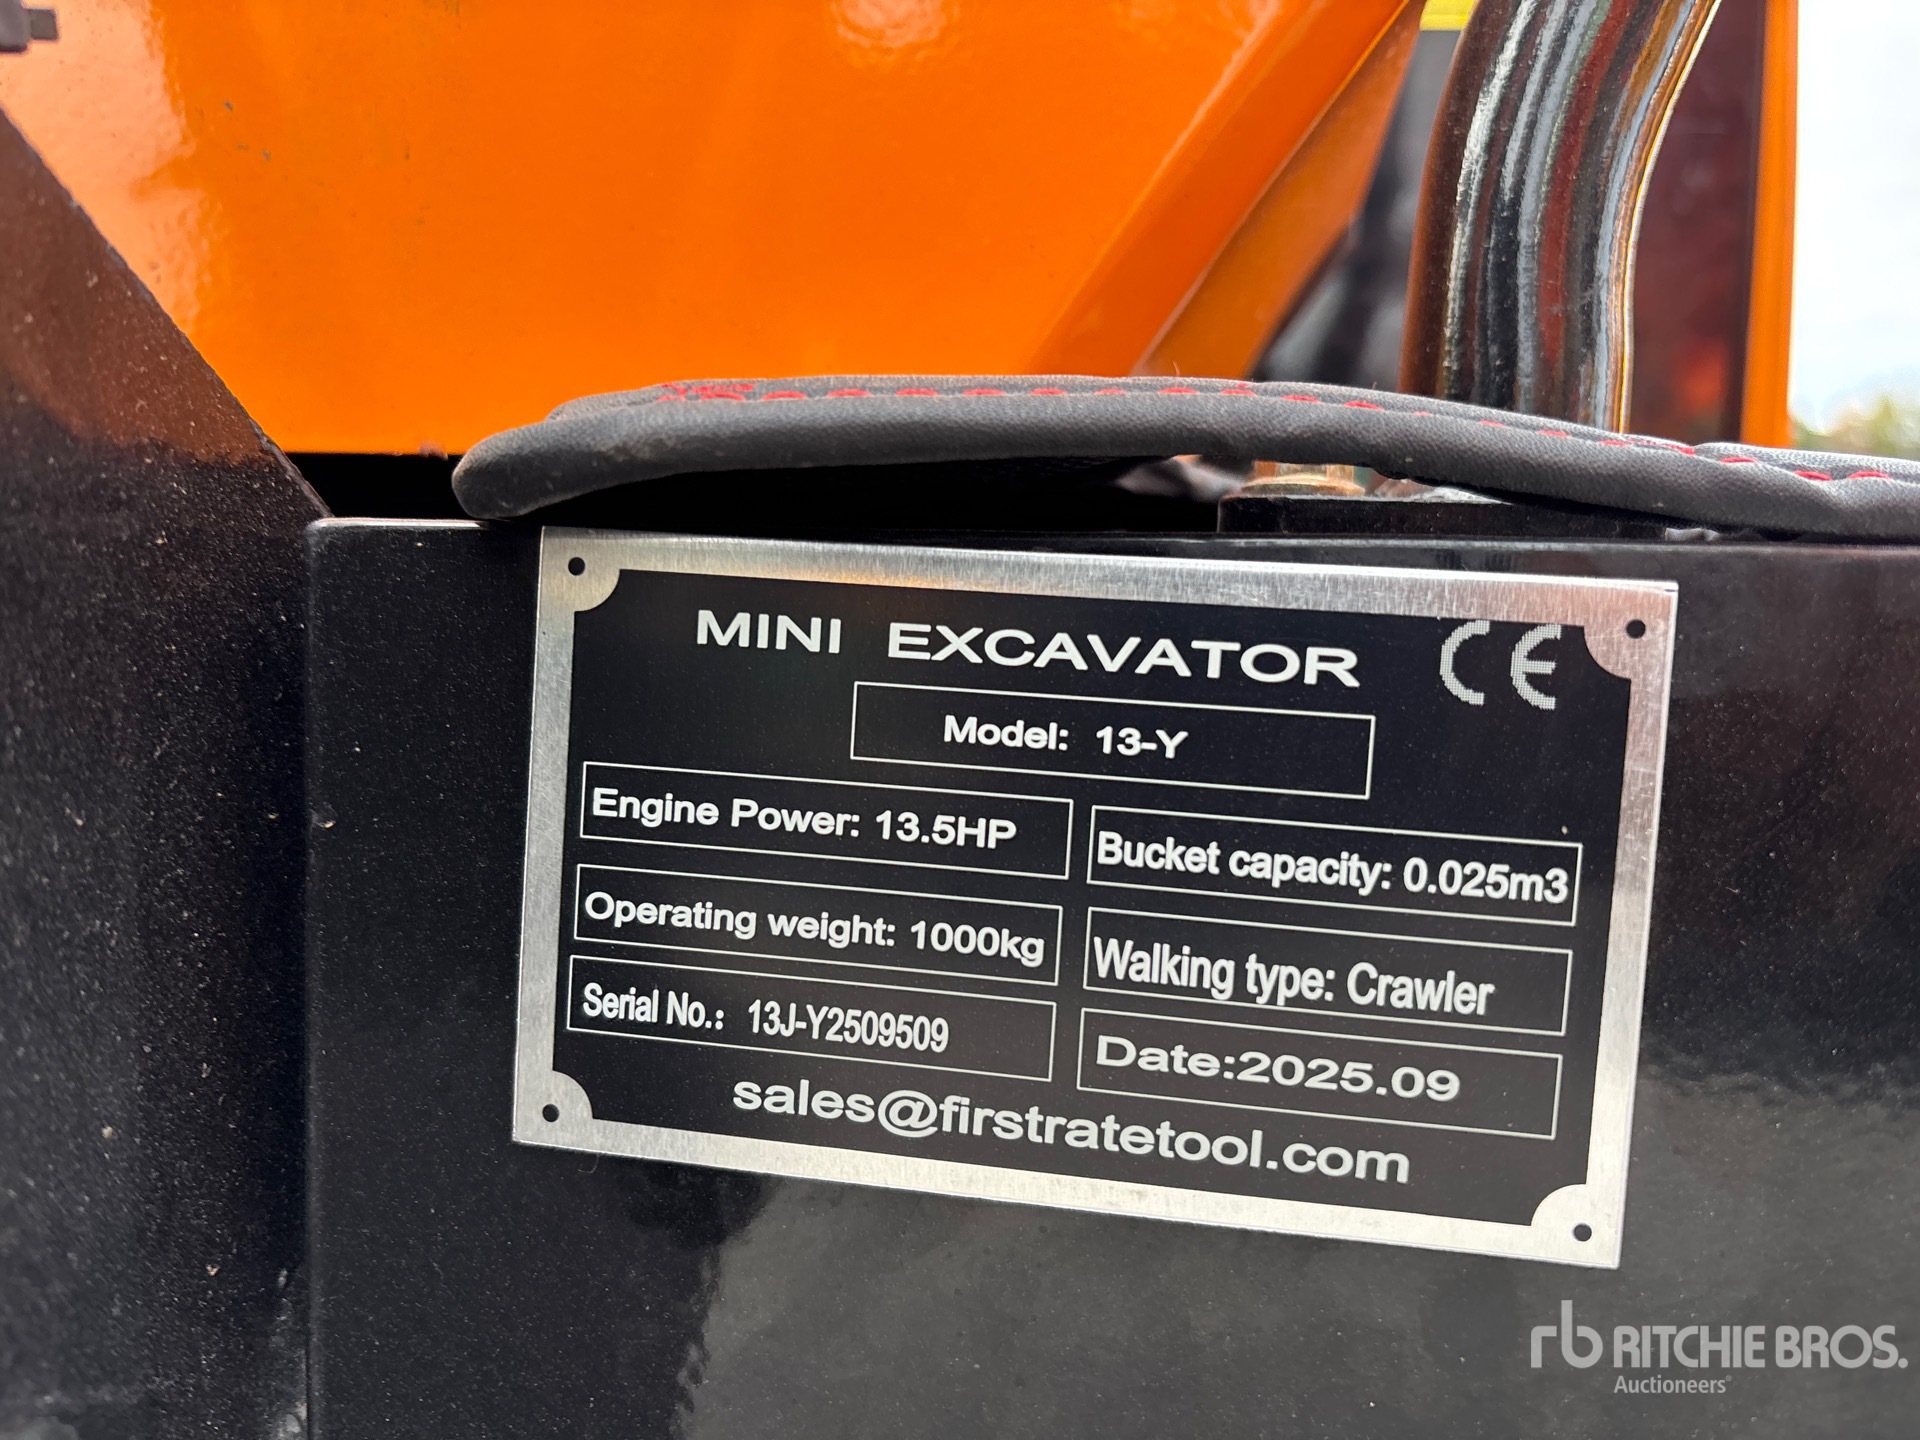 MINI EXCAVATOR CE
Model: 13-Y
Engine Power: 13.5HP
Bucket capacity: 0.025m3
Operating weight: 1000kg
Walking type: Crawler
Serial No.: 13J-Y2509509
Date:2025.09
sales@firstratetool.com
rb RITCHIE BROS.
Auctioneers